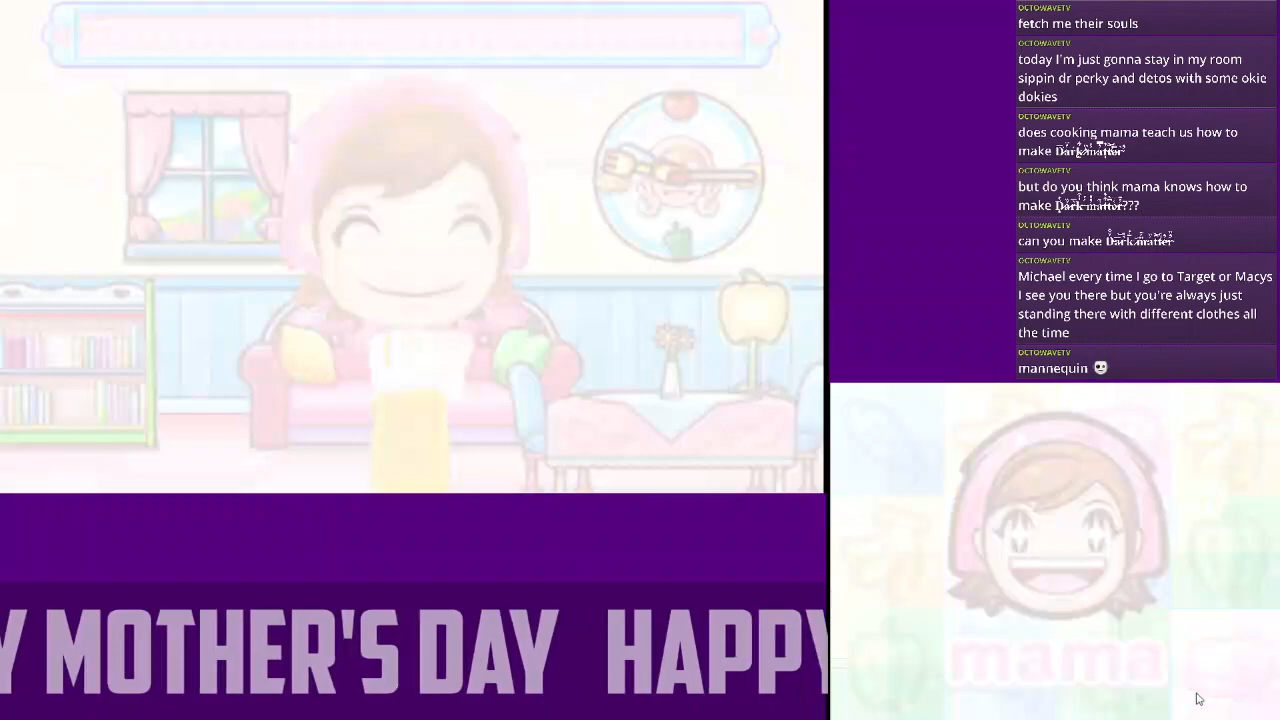 OCTOWAVETV
fetch me their souls
OCTOWAVETV
today I'm just gonna stay in my room
sippin dr perky and detos with some okie
dokies
OCTOWAVETV
does cooking mama teach us how to
make Dark matter
OCTOWAVETV
but do you think mama knows how to
make Dark matter???
OCTOWAVETV
can you make Dark matter
OCTOWAVETV
Michael every time I go to Target or Macys
I see you there but you're always just
standing there with different clothes all
the time
OCTOWAVETV
mannequin 💀
mama
Y MOTHER'S DAY HAPPY